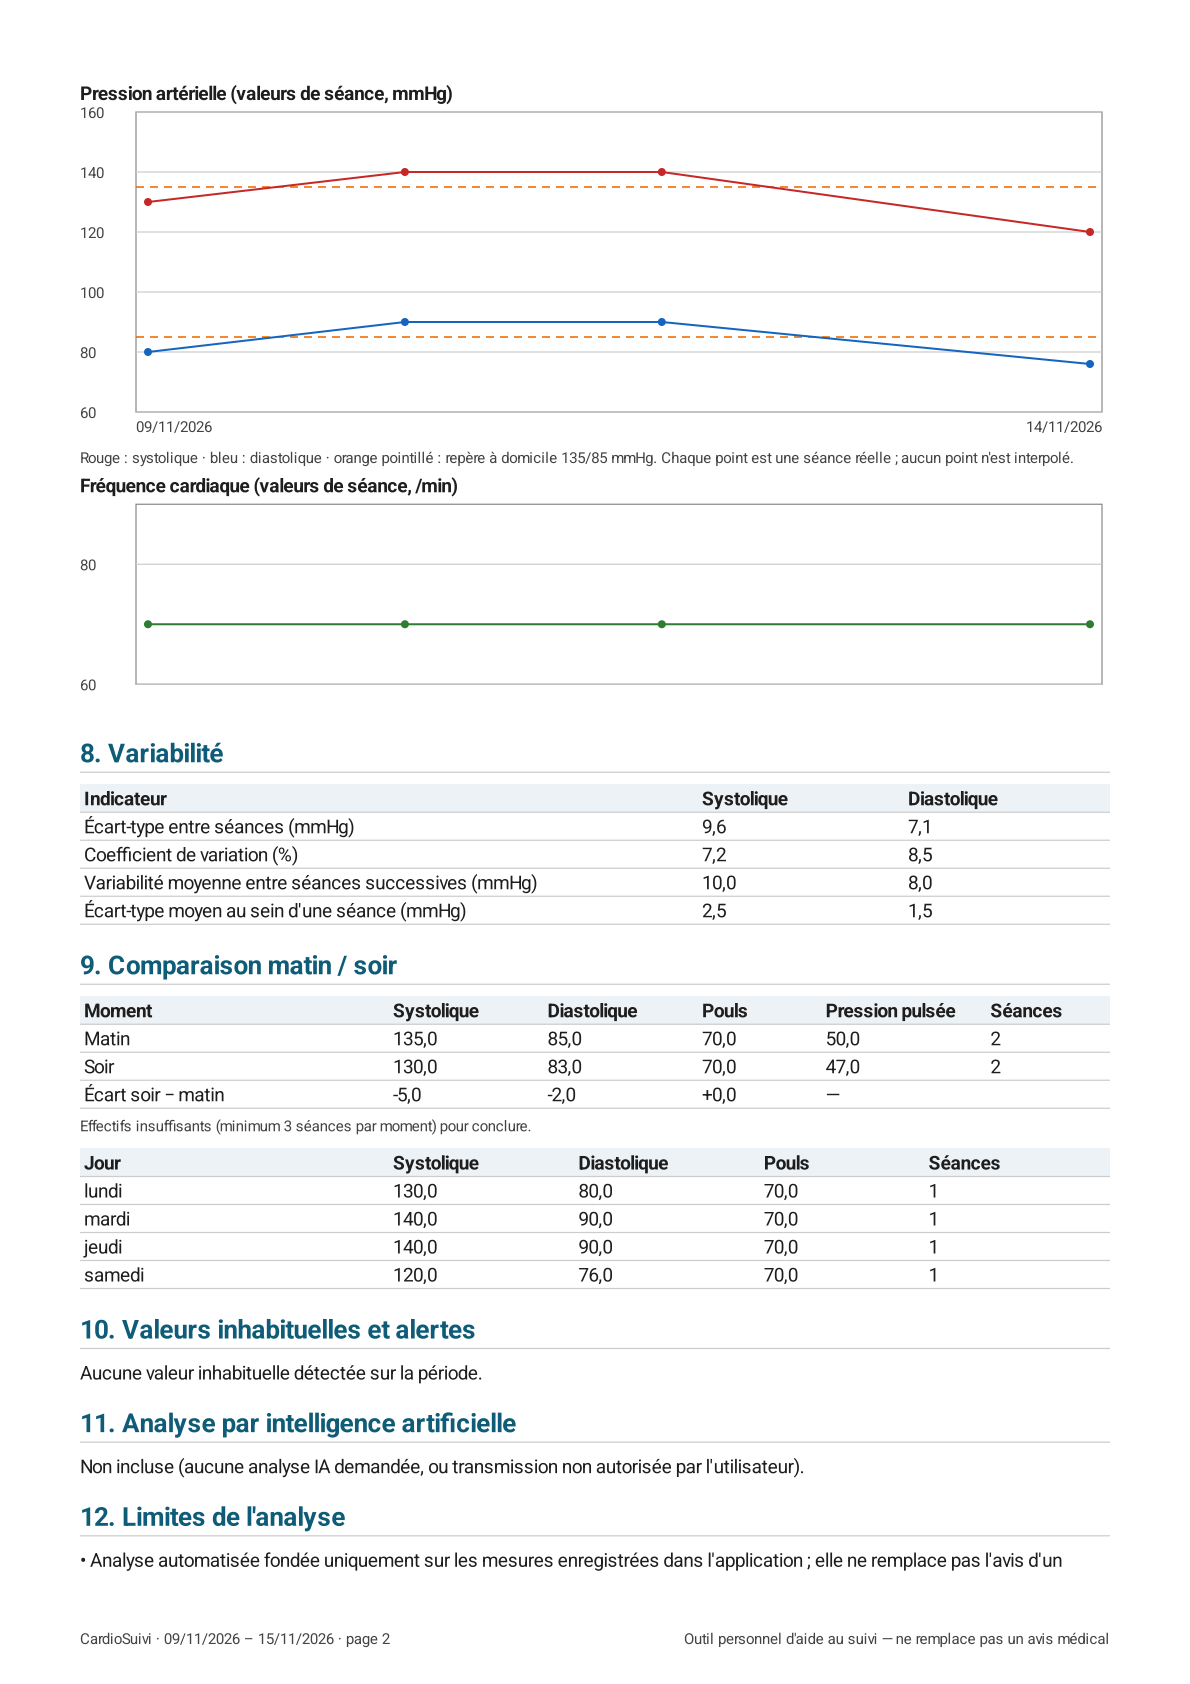 Pression artérielle (valeurs de séance, mmHg)
160
140
120
100
80
60
09/11/2026 14/11/2026
Rouge : systolique · bleu : diastolique · orange pointillé : repère à domicile 135/85 mmHg. Chaque point est une séance réelle ; aucun point n'est interpolé.
Fréquence cardiaque (valeurs de séance, /min)
80
60
8. Variabilité
Indicateur Systolique Diastolique
Écart-type entre séances (mmHg) 9,6 7,1
Coefficient de variation (%) 7,2 8,5
Variabilité moyenne entre séances successives (mmHg) 10,0 8,0
Écart-type moyen au sein d'une séance (mmHg) 2,5 1,5
9. Comparaison matin / soir
Moment Systolique Diastolique Pouls Pression pulsée Séances
Matin 135,0 85,0 70,0 50,0 2
Soir 130,0 83,0 70,0 47,0 2
Écart soir − matin -5,0 -2,0 +0,0 —
Effectifs insuffisants (minimum 3 séances par moment) pour conclure.
Jour Systolique Diastolique Pouls Séances
lundi 130,0 80,0 70,0 1
mardi 140,0 90,0 70,0 1
jeudi 140,0 90,0 70,0 1
samedi 120,0 76,0 70,0 1
10. Valeurs inhabituelles et alertes
Aucune valeur inhabituelle détectée sur la période.
11. Analyse par intelligence artificielle
Non incluse (aucune analyse IA demandée, ou transmission non autorisée par l'utilisateur).
12. Limites de l'analyse
• Analyse automatisée fondée uniquement sur les mesures enregistrées dans l'application ; elle ne remplace pas l'avis d'un
CardioSuivi · 09/11/2026 – 15/11/2026 · page 2 Outil personnel d'aide au suivi — ne remplace pas un avis médical